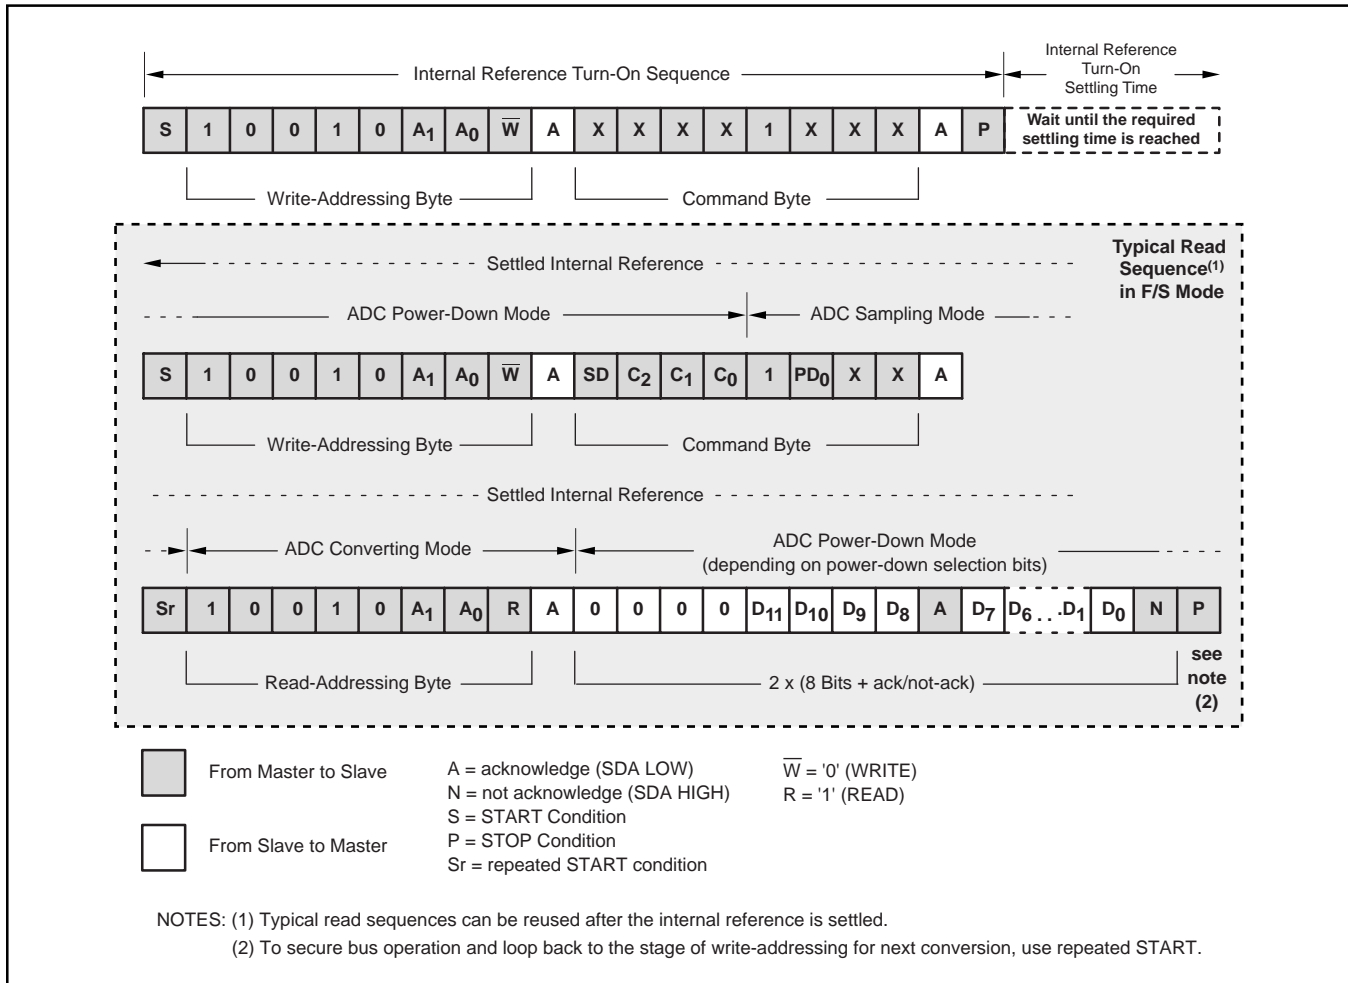 Internal Reference Turn-On Sequence
Internal Reference
Turn-On
Settling Time
S 1 0 0 1 0 A1 A0 W̅ A X X X X 1 X X X A P
Wait until the required
settling time is reached
Write-Addressing Byte
Command Byte
Typical Read
Sequence(1)
in F/S Mode
Settled Internal Reference
ADC Power-Down Mode
ADC Sampling Mode
S 1 0 0 1 0 A1 A0 W̅ A SD C2 C1 C0 1 PD0 X X A
Write-Addressing Byte
Command Byte
Settled Internal Reference
ADC Converting Mode
ADC Power-Down Mode
(depending on power-down selection bits)
Sr 1 0 0 1 0 A1 A0 R A 0 0 0 0 D11 D10 D9 D8 A D7 D6 . . .D1 D0 N P
Read-Addressing Byte
2 x (8 Bits + ack/not-ack)
see
note
(2)
From Master to Slave
From Slave to Master
A = acknowledge (SDA LOW)
N = not acknowledge (SDA HIGH)
S = START Condition
P = STOP Condition
Sr = repeated START condition
W̅ = '0' (WRITE)
R = '1' (READ)
NOTES: (1) Typical read sequences can be reused after the internal reference is settled.
(2) To secure bus operation and loop back to the stage of write-addressing for next conversion, use repeated START.